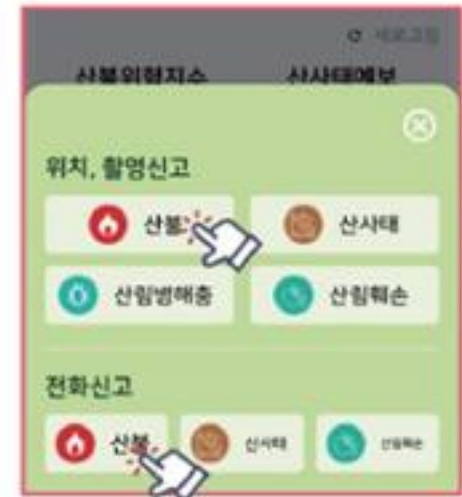 새로고침
산불위험지수 산사태예보
위치, 촬영신고
산불 산사태
산림병해충 산림훼손
전화신고
산불 산사태 산림훼손